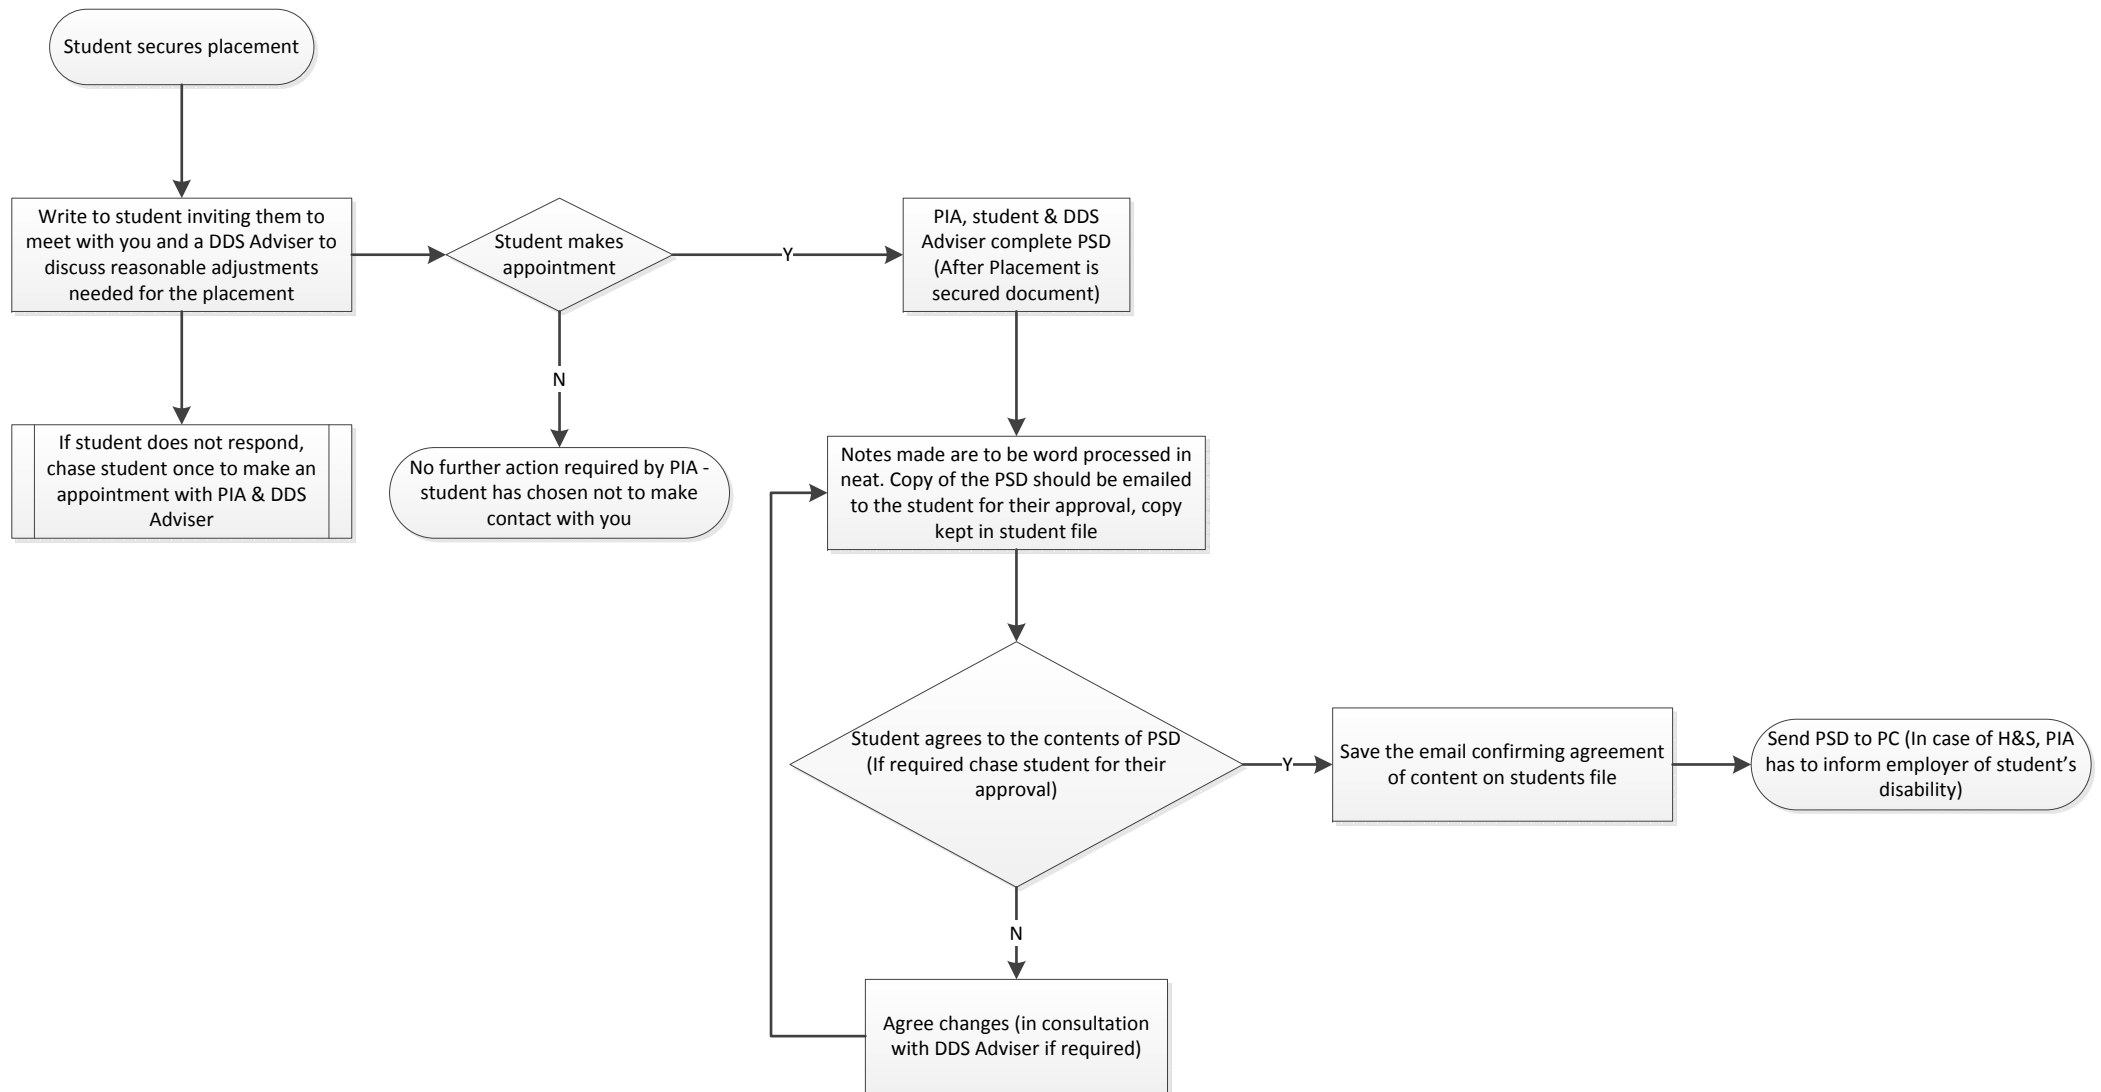 Student secures placement
Write to student inviting them to
meet with you and a DDS Adviser to
discuss reasonable adjustments
needed for the placement
Student makes
appointment
Y
PIA, student & DDS
Adviser complete PSD
(After Placement is
secured document)
N
If student does not respond,
chase student once to make an
appointment with PIA & DDS
Adviser
No further action required by PIA -
student has chosen not to make
contact with you
Notes made are to be word processed in
neat. Copy of the PSD should be emailed
to the student for their approval, copy
kept in student file
Student agrees to the contents of PSD
(If required chase student for their
approval)
Y
Save the email confirming agreement
of content on students file
Send PSD to PC (In case of H&S, PIA
has to inform employer of student’s
disability)
N
Agree changes (in consultation
with DDS Adviser if required)